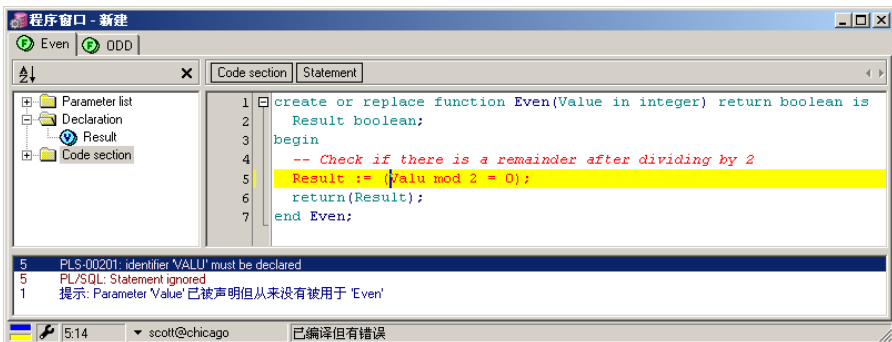 程序窗口 - 新建
Even ODD
Code section Statement
Parameter list
Declaration
Result
Code section
1 create or replace function Even(Value in integer) return boolean is
2 Result boolean;
3 begin
4 -- Check if there is a remainder after dividing by 2
5 Result := (Valu mod 2 = 0);
6 return(Result);
7 end Even;
5 PLS-00201: identifier 'VALU' must be declared
5 PL/SQL: Statement ignored
1 提示: Parameter 'Value' 已被声明但从来没有被用于 'Even'
5:14 scott@chicago 已编译但有错误